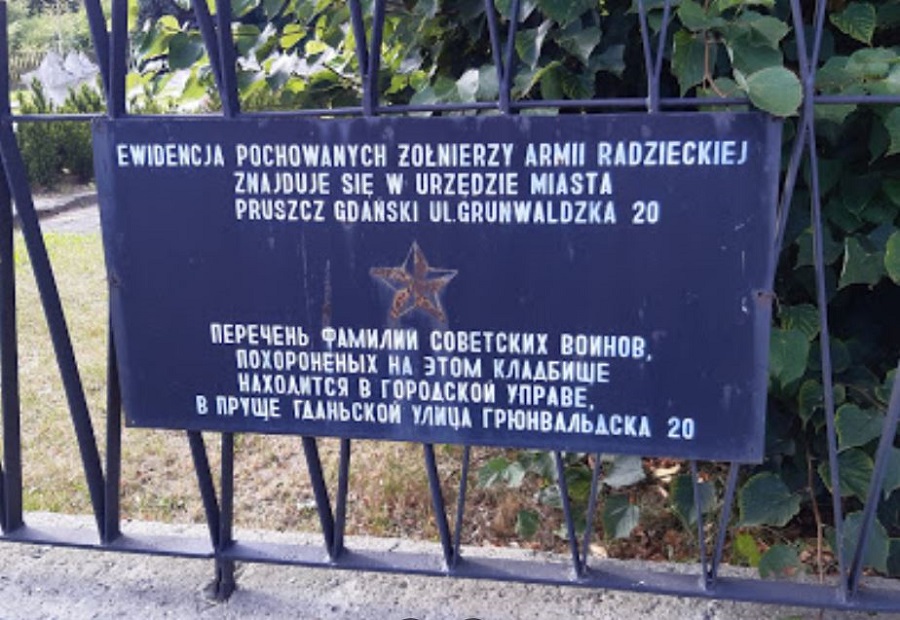 EWIDENCJA POCHOWANYCH ŻOŁNIERZY ARMII RADZIECKIEJ
ZNAJDUJE SIĘ W URZĘDZIE MIASTA
PRUSZCZ GDAŃSKI UL.GRUNWALDZKA 20
ПЕРЕЧЕНЬ ФАМИЛИИ СОВЕТСКИХ ВОИНОВ,
ПОХОРОНЕНЫХ НА ЭТОМ КЛАДБИЩЕ
НАХОДИТСЯ В ГОРОДСКОЙ УПРАВЕ,
В ПРУЩЕ ГДАНЬСКОЙ УЛИЦА ГРЮНВАЛЬДСКА 20